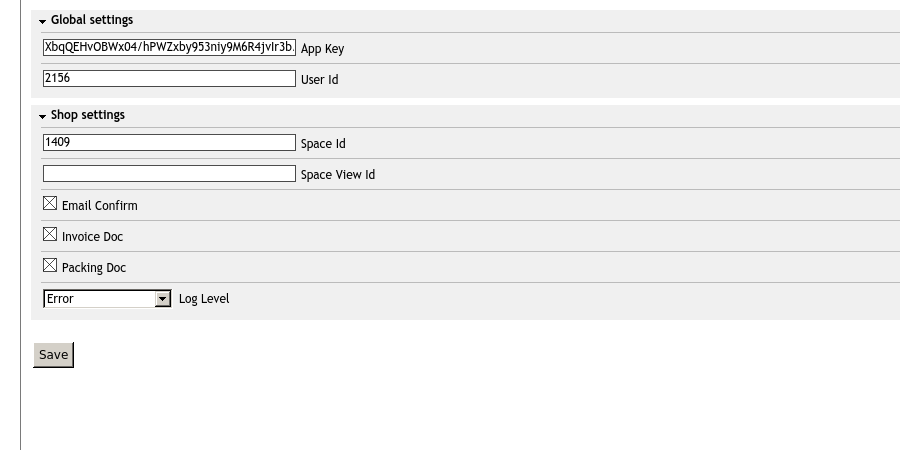 Global settings
XbqQEHvOBWx04/hPWZxby953niy9M6R4jvIr3b. App Key
2156 User Id
Shop settings
1409 Space Id
Space View Id
Email Confirm
Invoice Doc
Packing Doc
Error Log Level
Save